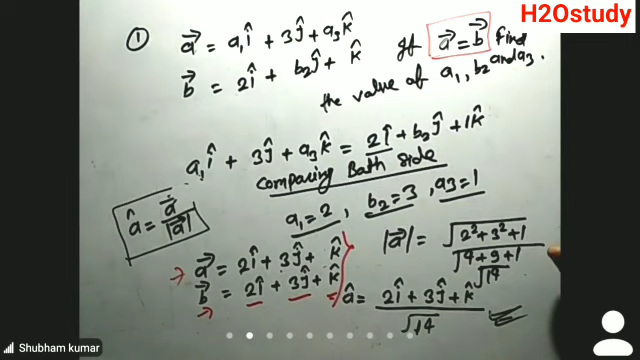 H2Ostudy
① a⃗ = a₁î + 3ĵ + a₃k̂
b⃗ = 2î + b₂ĵ + k̂ If a⃗ = b⃗ find
the value of a₁, b₂ and a₃.
a₁î + 3ĵ + a₃k̂ = 2î + b₂ĵ + 1k̂
Comparing Bath side
a₁ = 2 , b₂ = 3 , a3 = 1
â = a⃗/|a⃗|
→ a⃗ = 2î + 3ĵ + k̂
→ b⃗ = 2î + 3ĵ + k̂
|a⃗| = √2² + 3² + 1
√4 + 9 + 1
√14
â = 2î + 3ĵ + k̂ / √14
Shubham kumar